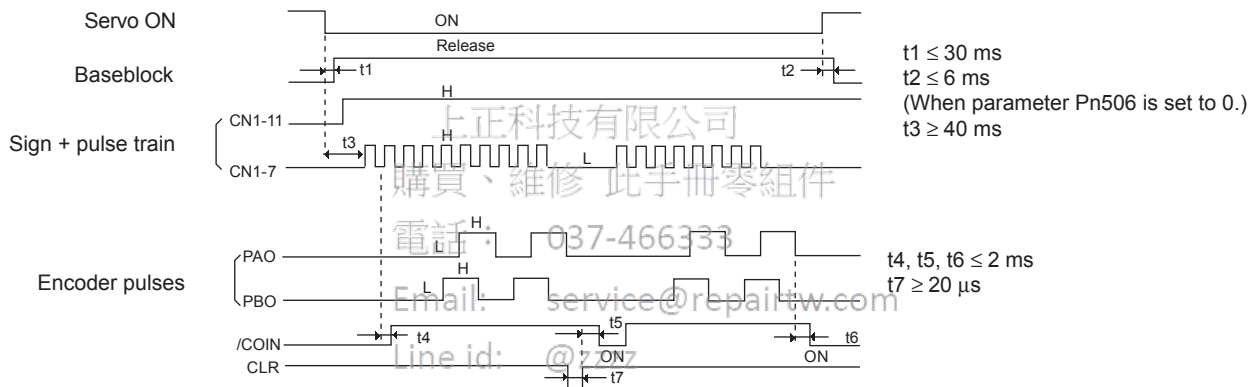 Servo ON
ON
Release
Baseblock
t1
t2
t1 ≤ 30 ms
t2 ≤ 6 ms
(When parameter Pn506 is set to 0.)
t3 ≥ 40 ms
H
CN1-11
上正科技有限公司
Sign + pulse train
t3
H
L
CN1-7
購買、維修 此手冊零組件
H
電話： 037-466333
L
PAO
Encoder pulses
t4, t5, t6 ≤ 2 ms
t7 ≥ 20 μs
H
L
PBO
Email: service@repairtw.com
t4
t5
t6
/COIN
ON
ON
Line id: @zzzz
CLR
t7